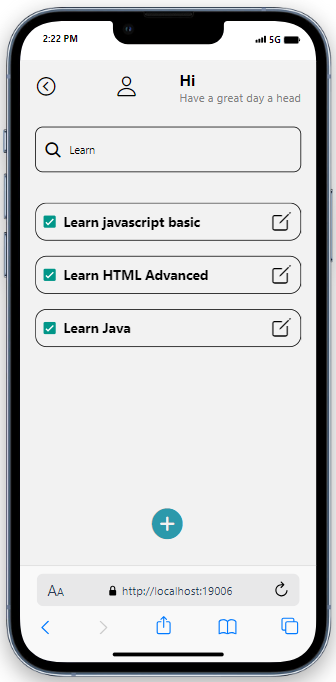 2:22 PM
5G
Hi
Have a great day a head
Learn
Learn javascript basic
Learn HTML Advanced
Learn Java
AA
http://localhost:19006